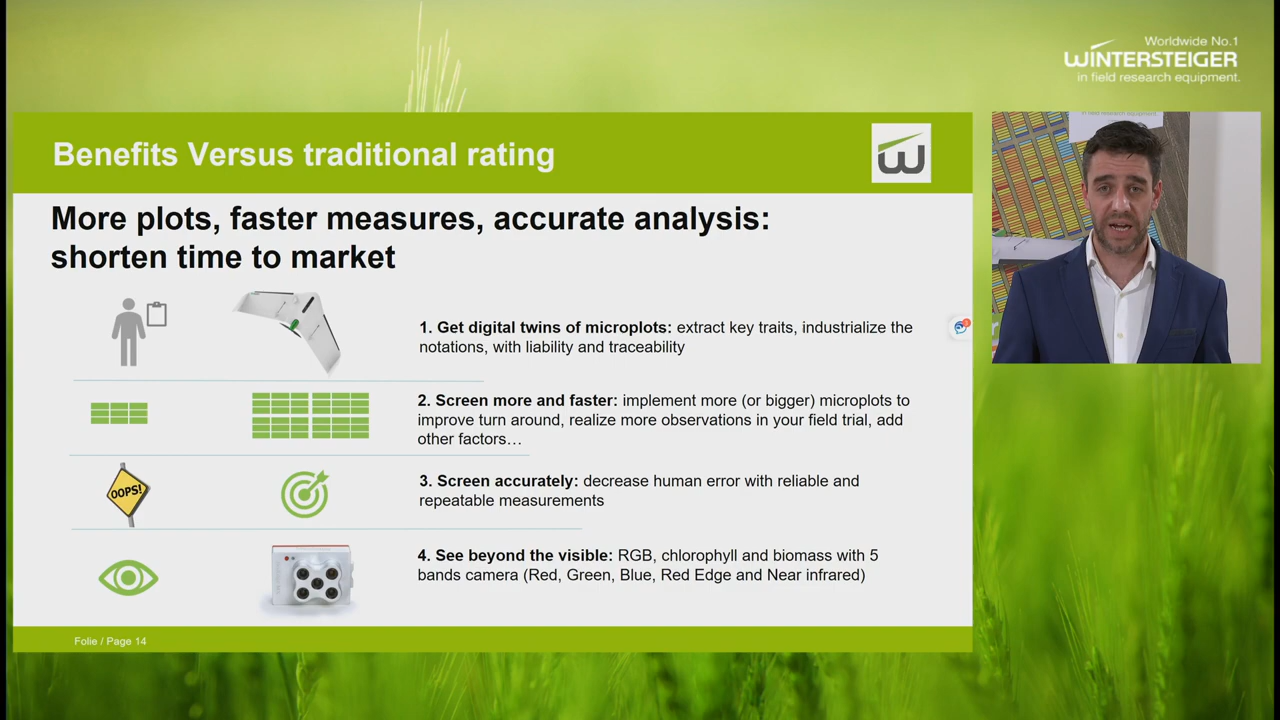 Worldwide No.1
WINTERSTEIGER
in field research equipment.
Benefits Versus traditional rating
More plots, faster measures, accurate analysis:
shorten time to market
1. Get digital twins of microplots: extract key traits, industrialize the
notations, with liability and traceability
2. Screen more and faster: implement more (or bigger) microplots to
improve turn around, realize more observations in your field trial, add
other factors…
OOPS!
3. Screen accurately: decrease human error with reliable and
repeatable measurements
4. See beyond the visible: RGB, chlorophyll and biomass with 5
bands camera (Red, Green, Blue, Red Edge and Near infrared)
Folie / Page 14
in field research equipment.